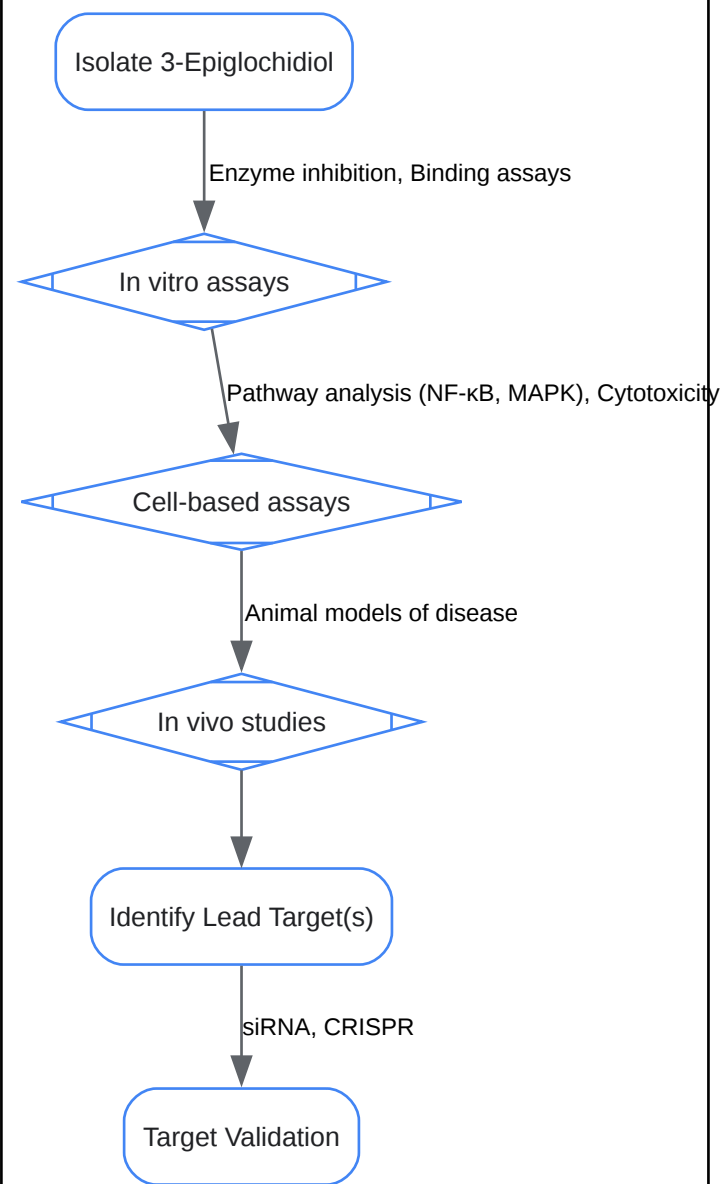 Isolate 3-Epiglochidiol
Enzyme inhibition, Binding assays
In vitro assays
Pathway analysis (NF-κB, MAPK), Cytotoxicity
Cell-based assays
Animal models of disease
In vivo studies
Identify Lead Target(s)
siRNA, CRISPR
Target Validation